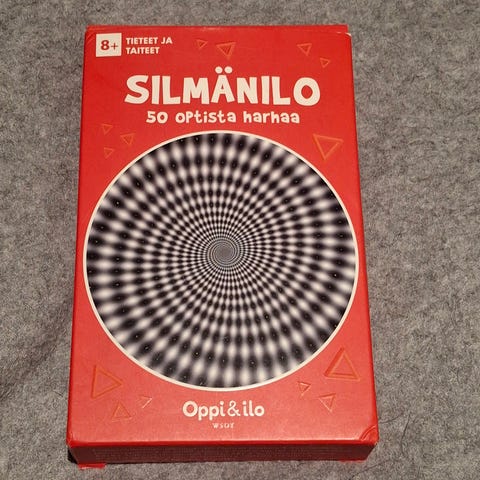 8+
TIETEET JA
TAITEET
SILMÄNILO
50 optista harhaa
Oppi&ilo
WSOY